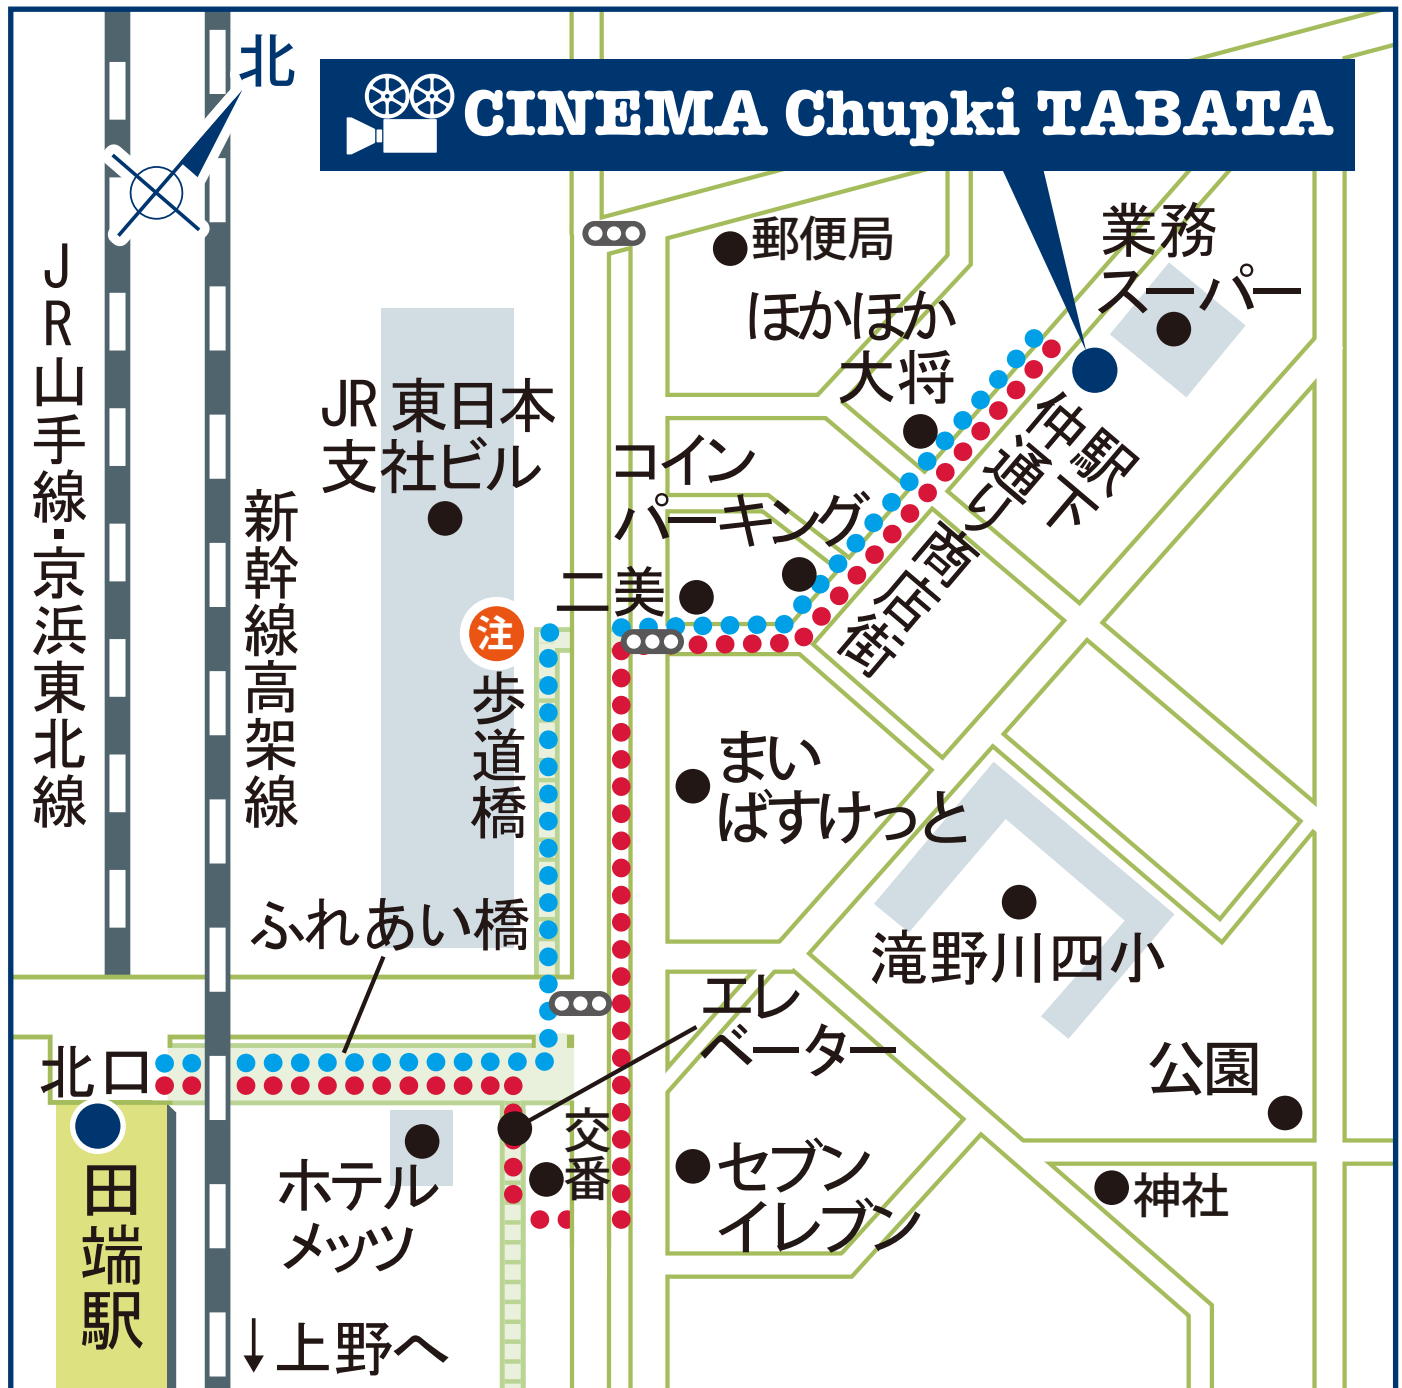 北
CINEMA Chupki TABATA
郵便局
業務
スーパー
ほかほか
大将
JR山手線・京浜東北線
新幹線高架線
JR東日本
支社ビル
コイン
パーキング
二美
仲通り商店街
駅下
注
歩道橋
まい
ばすけっと
ふれあい橋
滝野川四小
エレ
ベーター
北口
公園
交番
ホテル
メッツ
セブン
イレブン
神社
田端駅
↓上野へ